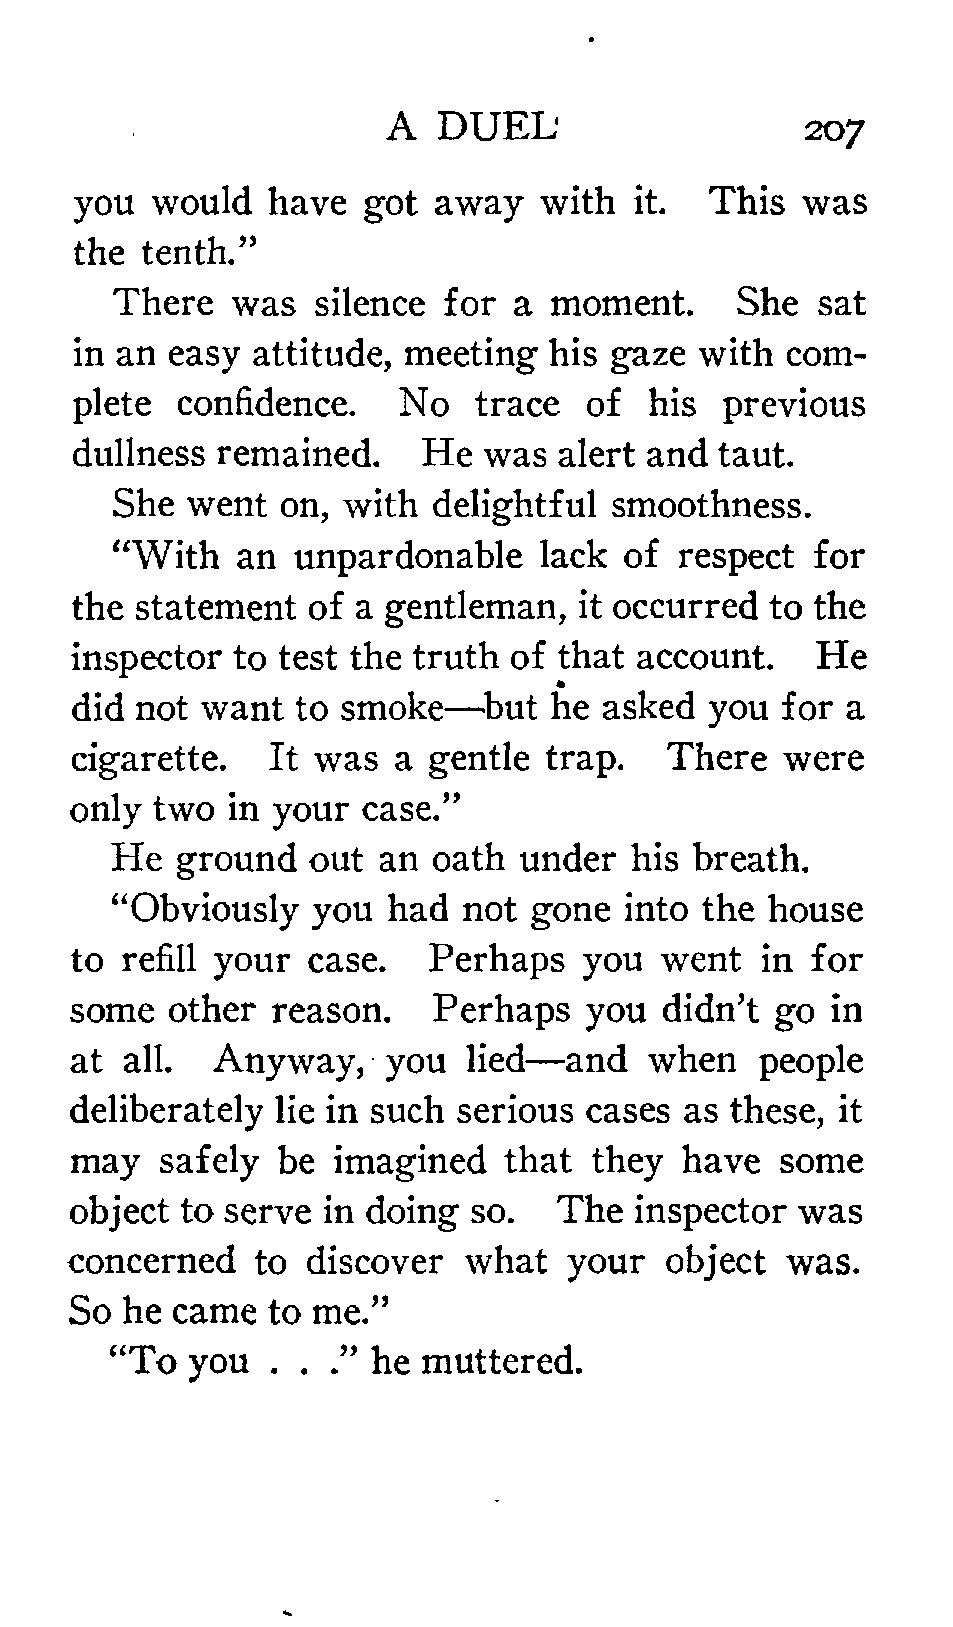 A DUEL 207
you would have got away with it. This was
the tenth."
There was silence for a moment. She sat
in an easy attitude, meeting his gaze with com-
plete confidence. No trace of his previous
dullness remained. He was alert and taut.
She went on, with delightful smoothness.
"With an unpardonable lack of respect for
the statement of a gentleman, it occurred to the
inspector to test the truth of that account. He
did not want to smoke—but he asked you for a
cigarette. It was a gentle trap. There were
only two in your case."
He ground out an oath under his breath.
"Obviously you had not gone into the house
to refill your case. Perhaps you went in for
some other reason. Perhaps you didn't go in
at all. Anyway, you lied—and when people
deliberately lie in such serious cases as these, it
may safely be imagined that they have some
object to serve in doing so. The inspector was
concerned to discover what your object was.
So he came to me."
"To you . . ." he muttered.